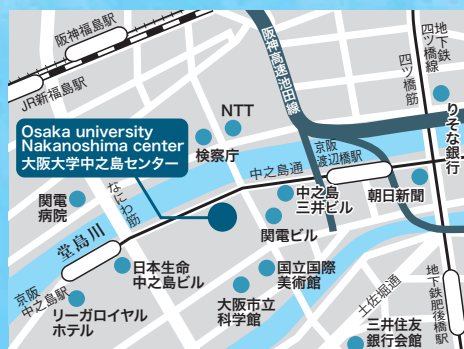 阪神福島駅
JR新福島駅
阪神高速池田線
四ツ橋筋
地下鉄
四ツ橋線
りそな銀行
NTT
検察庁
Osaka university
Nakanoshima center
大阪大学中之島センター
京阪
渡辺橋駅
中之島通
朝日新聞
中之島
三井ビル
関電
病院
なにわ筋
関電ビル
堂島川
日本生命
中之島ビル
国立国際
美術館
京阪
中之島駅
リーガロイヤル
ホテル
大阪市立
科学館
土佐堀通
地下鉄肥後橋駅
三井住友
銀行会館